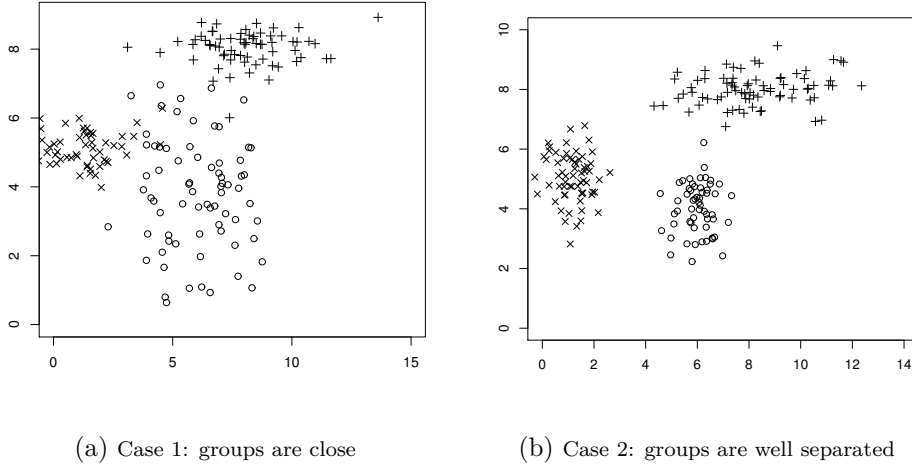 0 2 4 6 8
0 5 10 15
0 2 4 6 8 10
0 2 4 6 8 10 12 14
(a) Case 1: groups are close
(b) Case 2: groups are well separated